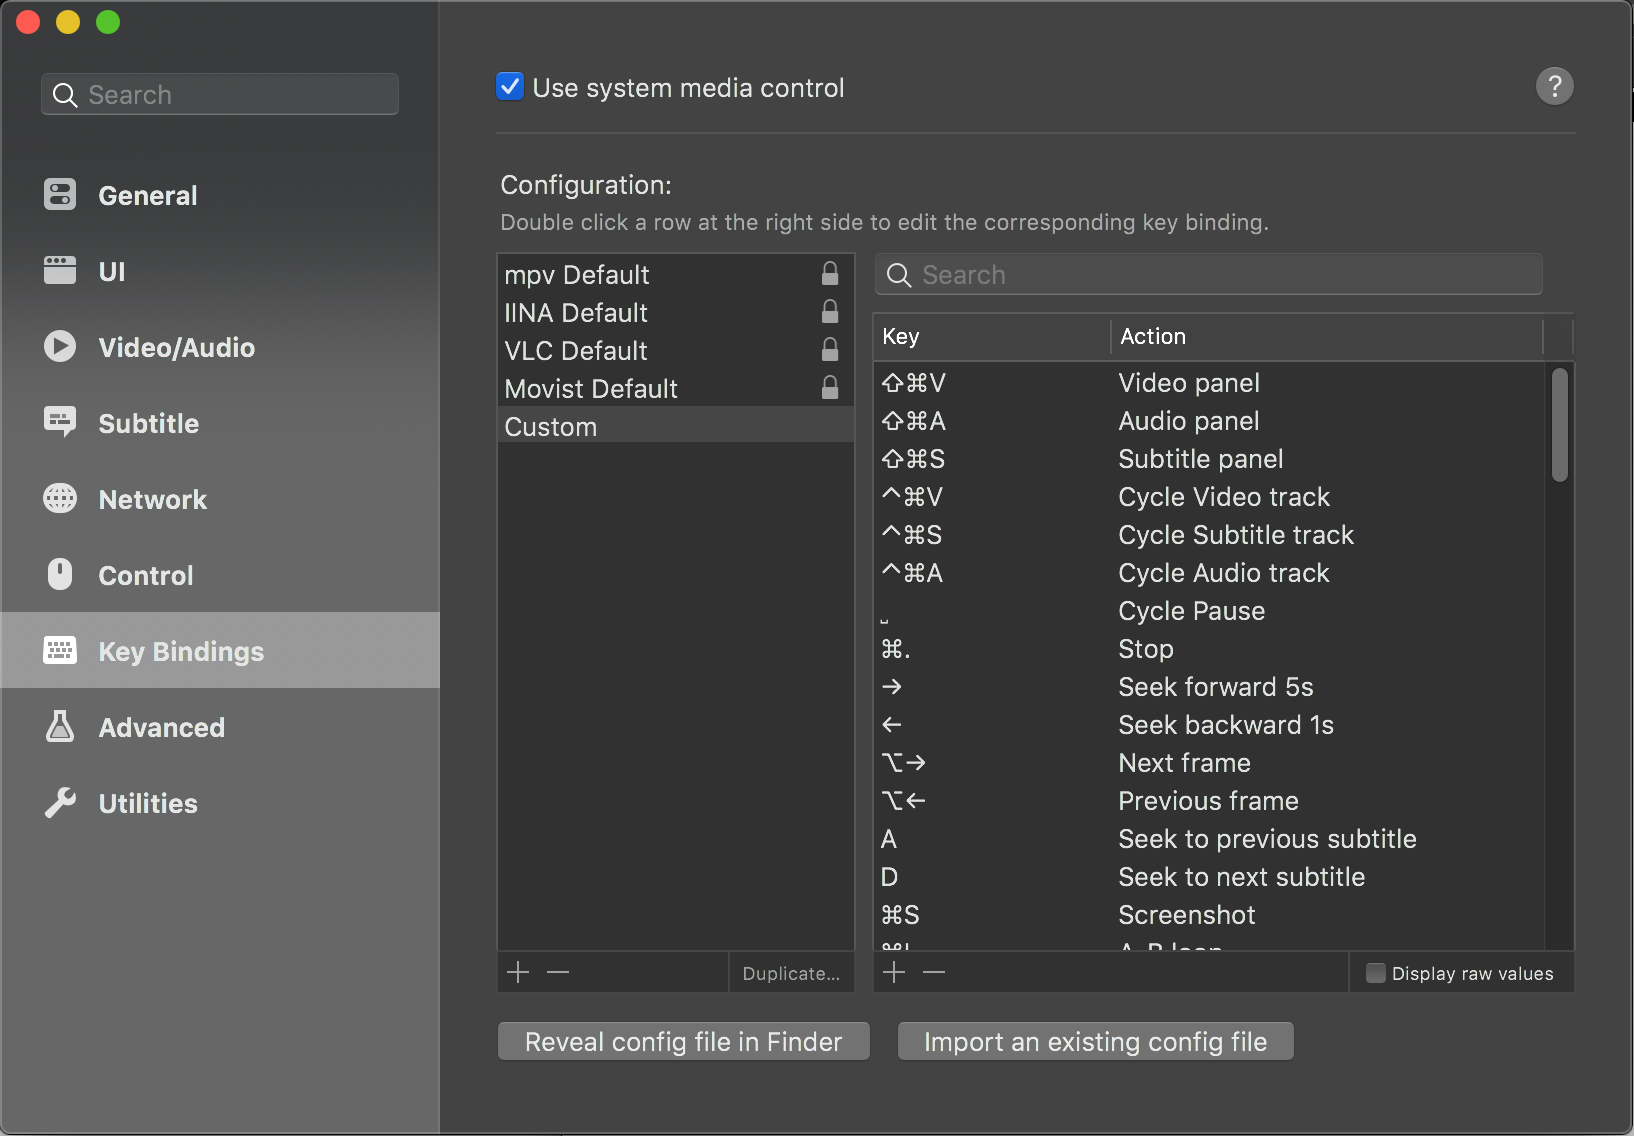 Search
General
UI
Video/Audio
Subtitle
Network
Control
Key Bindings
Advanced
Utilities
Use system media control
?
Configuration:
Double click a row at the right side to edit the corresponding key binding.
mpv Default
IINA Default
VLC Default
Movist Default
Custom
Duplicate...
Search
Key Action
⇧⌘V Video panel
⇧⌘A Audio panel
⇧⌘S Subtitle panel
^⌘V Cycle Video track
^⌘S Cycle Subtitle track
^⌘A Cycle Audio track
⎵ Cycle Pause
⌘. Stop
→ Seek forward 5s
← Seek backward 1s
⌥→ Next frame
⌥← Previous frame
A Seek to previous subtitle
D Seek to next subtitle
⌘S Screenshot
Display raw values
Reveal config file in Finder
Import an existing config file